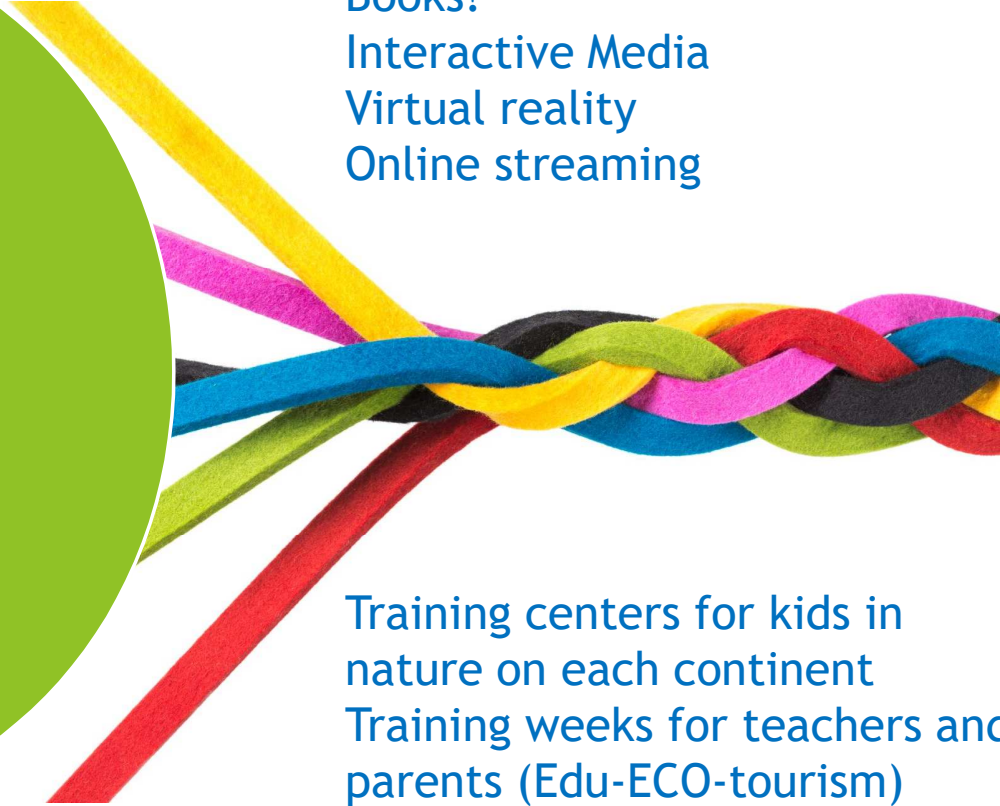 Books!
Interactive Media
Virtual reality
Online streaming
Training centers for kids in
nature on each continent
Training weeks for teachers and
parents (Edu-ECO-tourism)